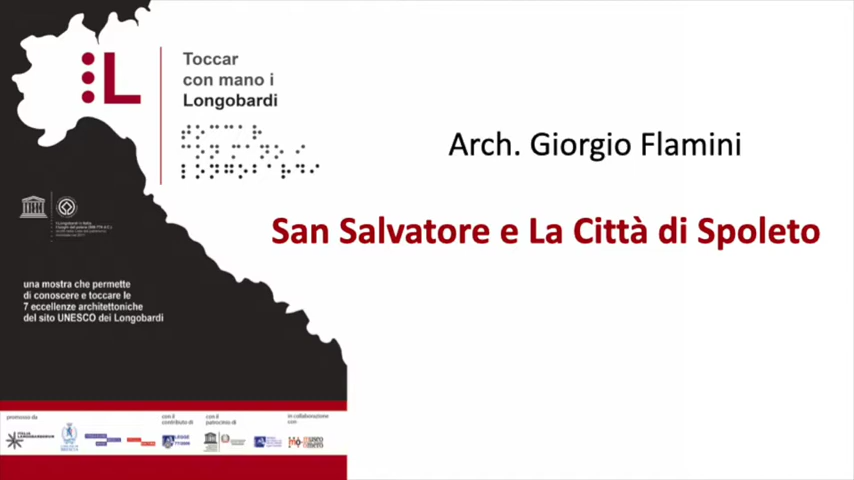 L
Toccar
con mano i
Longobardi
Arch. Giorgio Flamini
San Salvatore e La Città di Spoleto
una mostra che permette
di conoscere e toccare le
7 eccellenze architettoniche
del sito UNESCO dei Longobardi
promossa da
con il
contributo di
con il
patrocinio di
in collaborazione
con